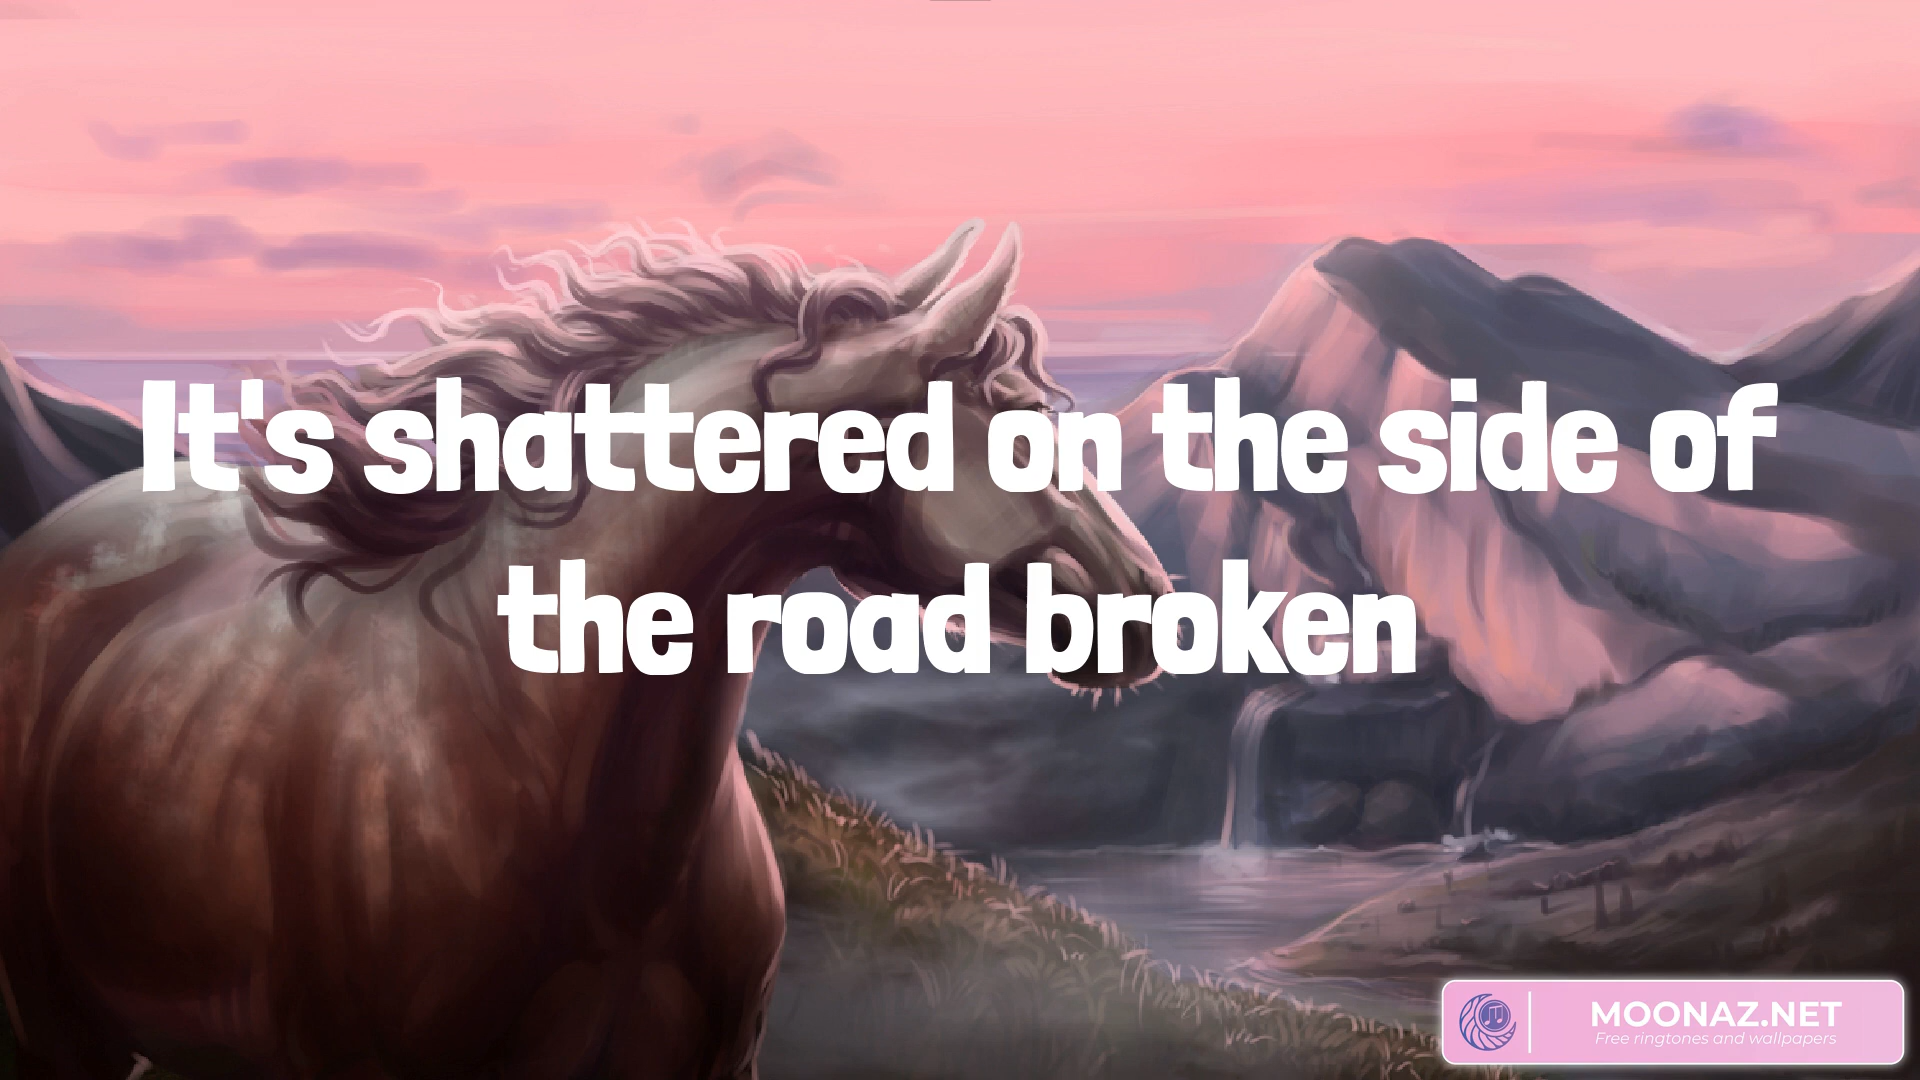 It's shattered on the side of
the road broken
MOONAZ.NET
Free ringtones and wallpapers